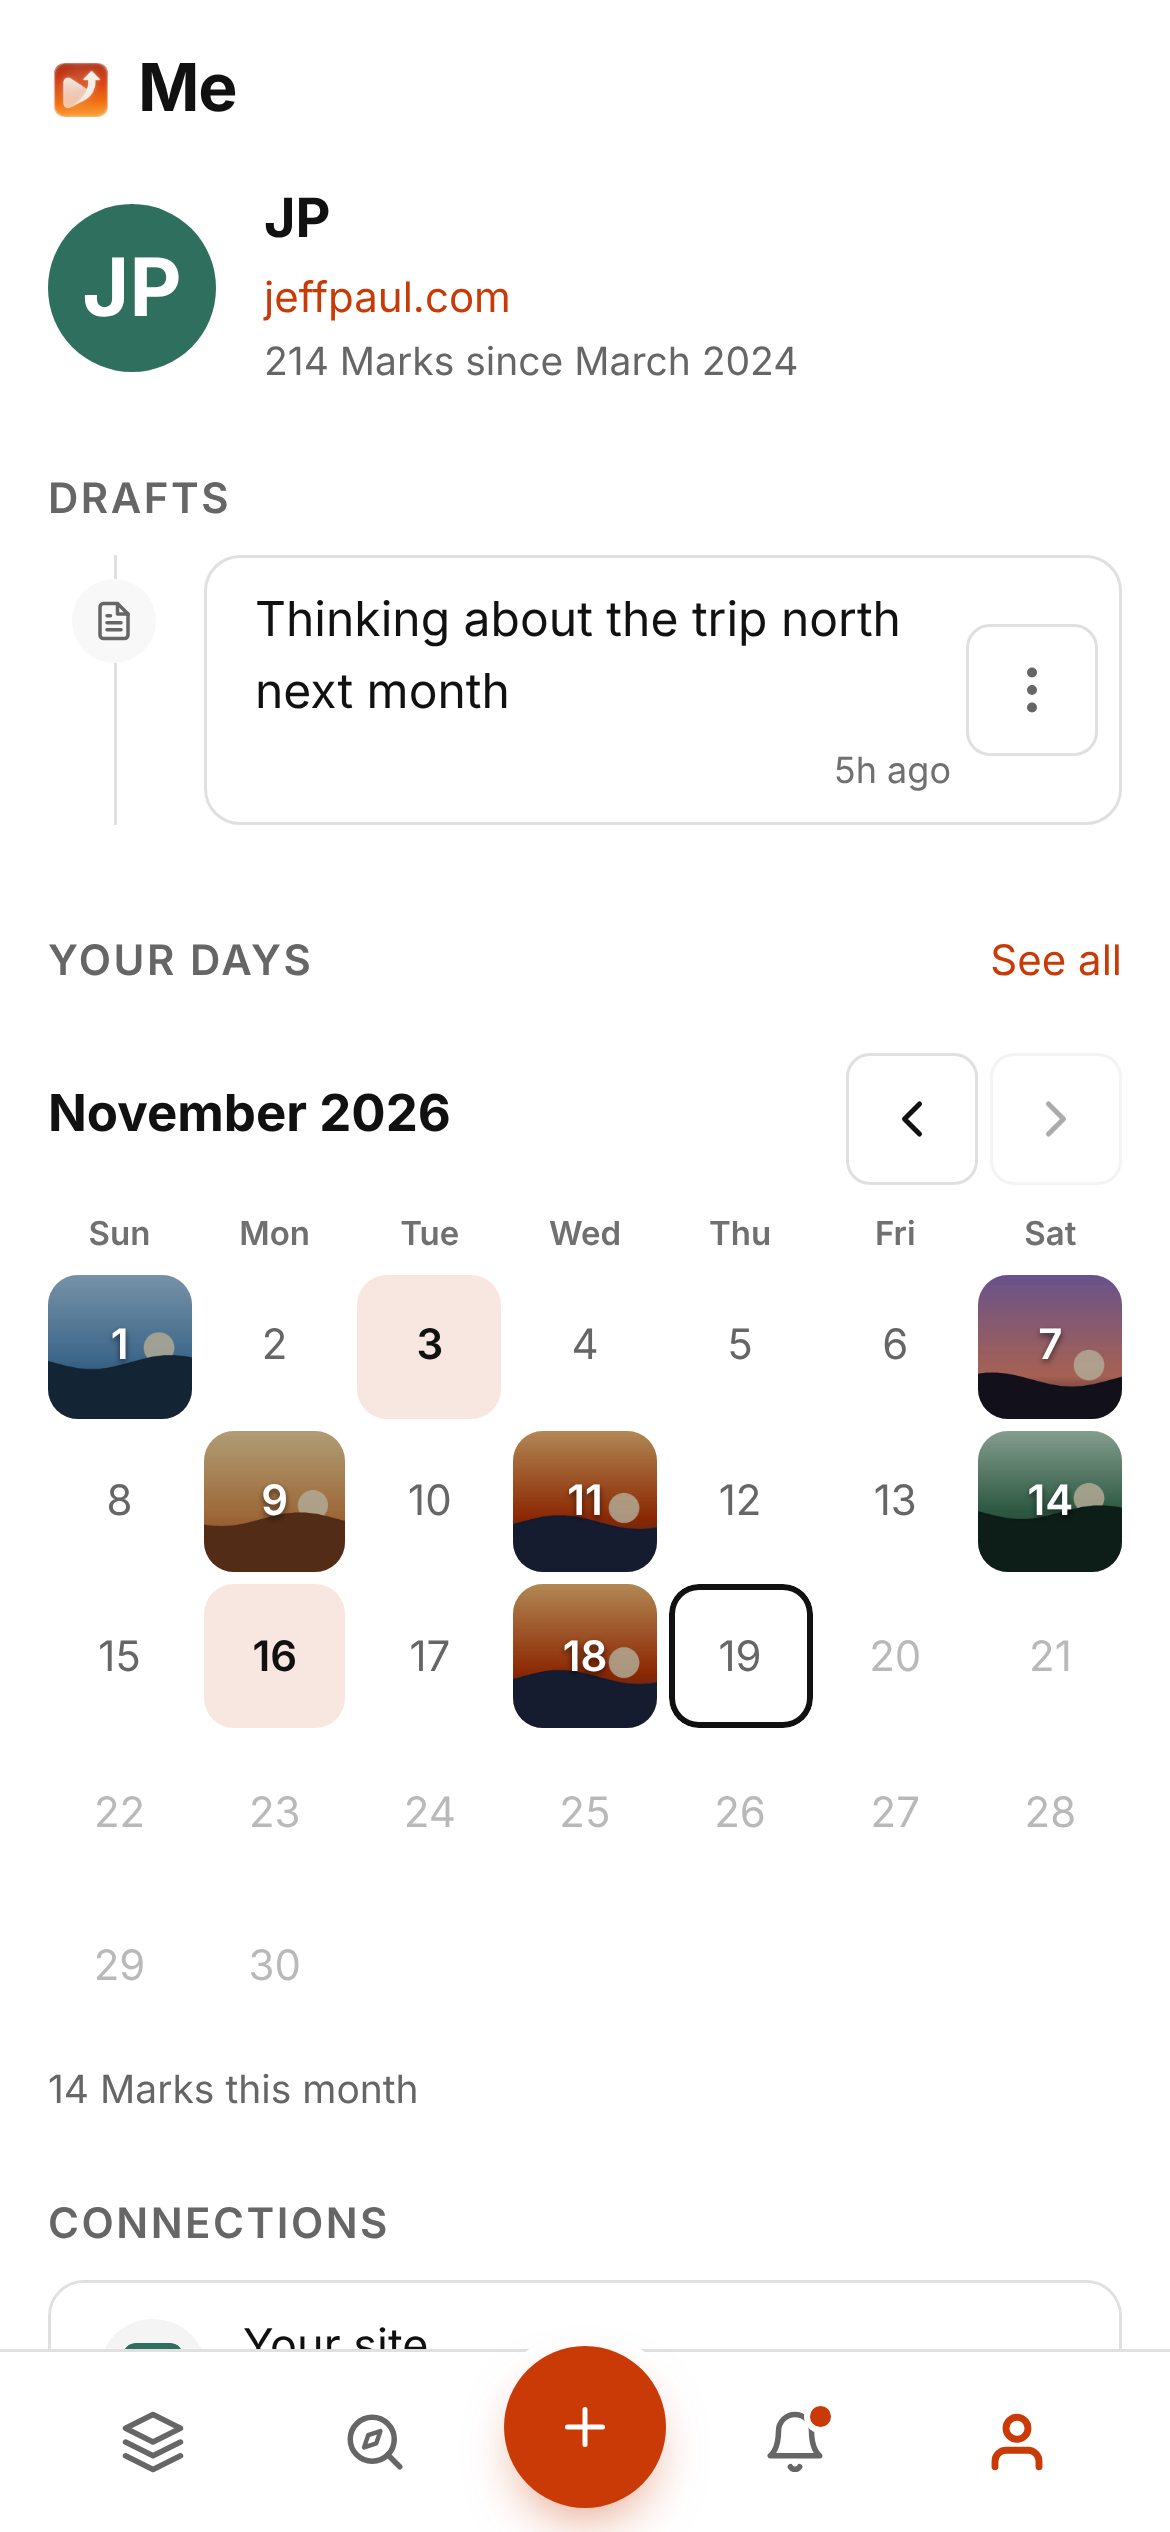 Me
JP
JP
jeffpaul.com
214 Marks since March 2024
DRAFTS
Thinking about the trip north
next month
5h ago
YOUR DAYS
See all
November 2026
Sun Mon Tue Wed Thu Fri Sat
1 2 3 4 5 6 7
8 9 10 11 12 13 14
15 16 17 18 19 20 21
22 23 24 25 26 27 28
29 30
14 Marks this month
CONNECTIONS
Your site